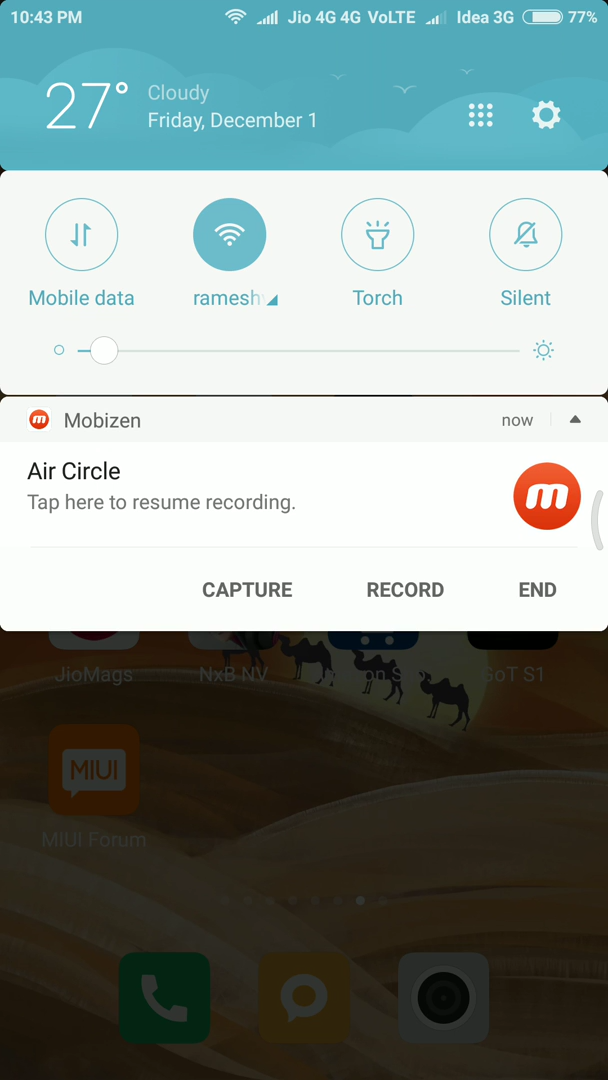 10:43 PM Jio 4G 4G VoLTE Idea 3G 77%
27° Cloudy
Friday, December 1
Mobile data rameshv Torch Silent
Mobizen now
Air Circle
Tap here to resume recording.
m
CAPTURE RECORD END
JioMags NxB NV GoT S1
MIUI
MIUI Forum